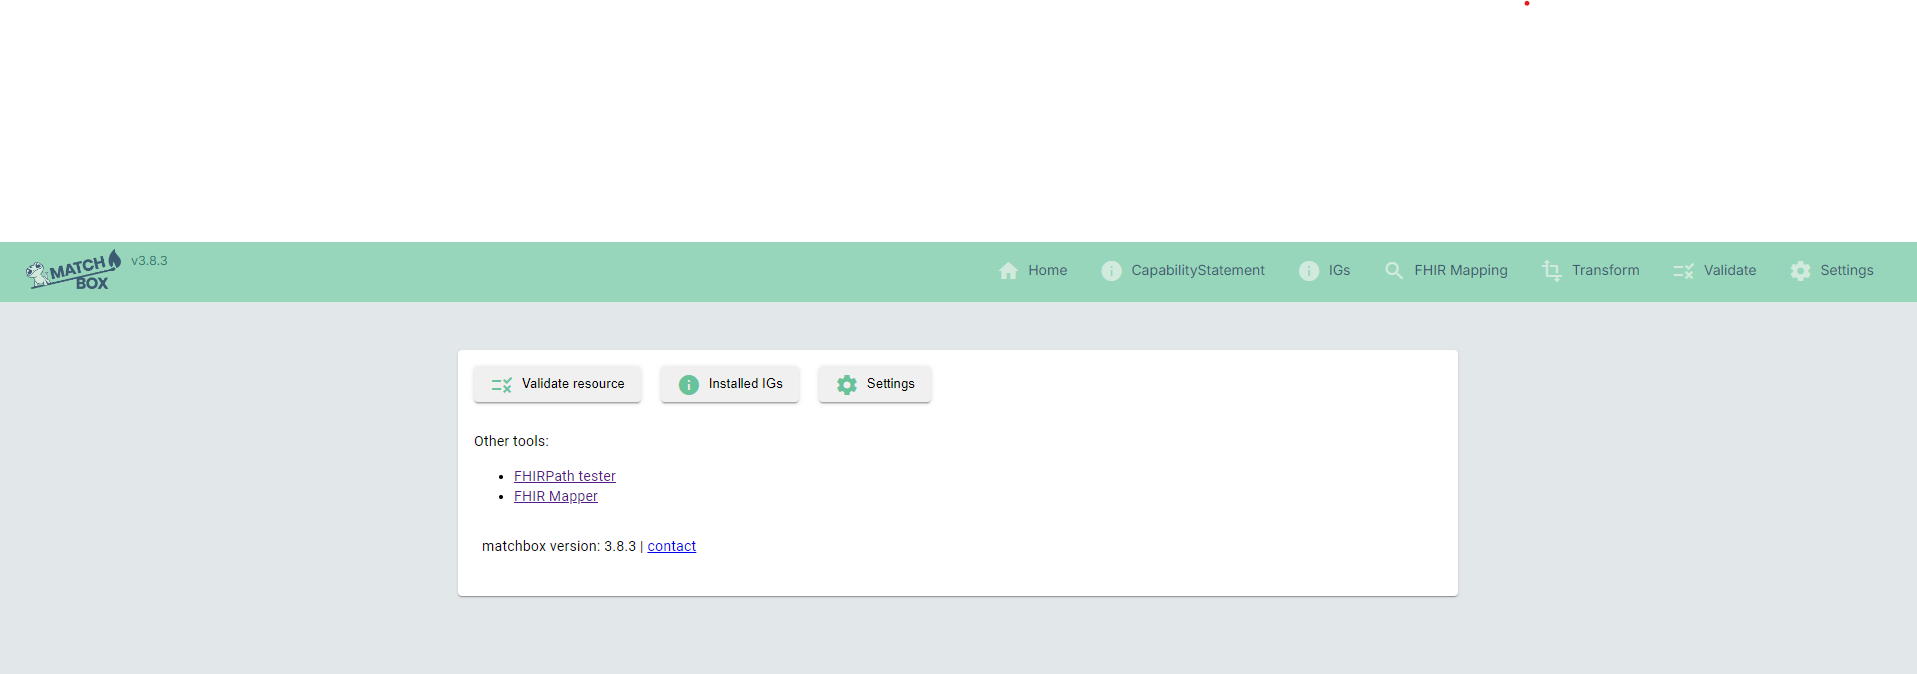 MATCH BOX v3.8.3
Home CapabilityStatement IGs FHIR Mapping Transform Validate Settings
Validate resource Installed IGs Settings
Other tools:
FHIRPath tester
FHIR Mapper
matchbox version: 3.8.3 | contact